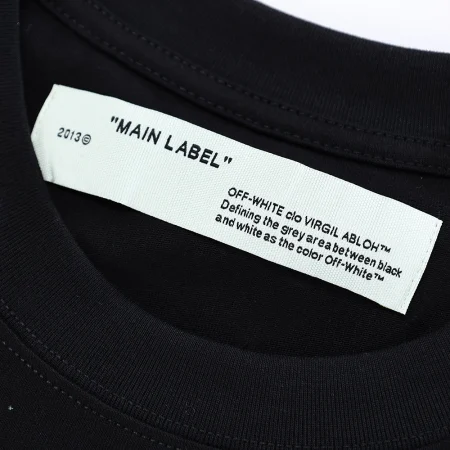 2013©
"MAIN LABEL"
OFF-WHITE c/o VIRGIL ABLOH™
Defining the grey area between black
and white as the color Off-White™